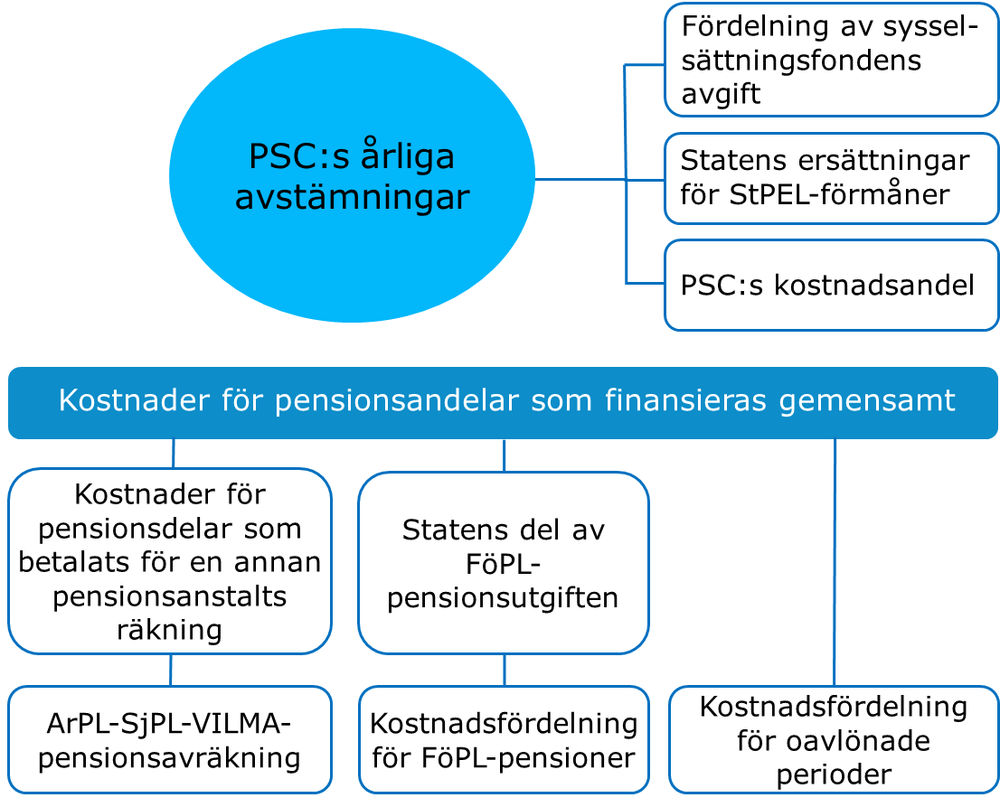 PSC:s årliga
avstämningar
Fördelning av syssel-
sättningsfondens
avgift
Statens ersättningar
för StPEL-förmåner
PSC:s kostnadsandel
Kostnader för pensionsandelar som finansieras gemensamt
Kostnader för
pensionsdelar som
betalats för en annan
pensionsanstalts
räkning
Statens del av
FöPL-
pensionsutgiften
ArPL-SjPL-VILMA-
pensionsavräkning
Kostnadsfördelning
för FöPL-pensioner
Kostnadsfördelning
för oavlönade
perioder